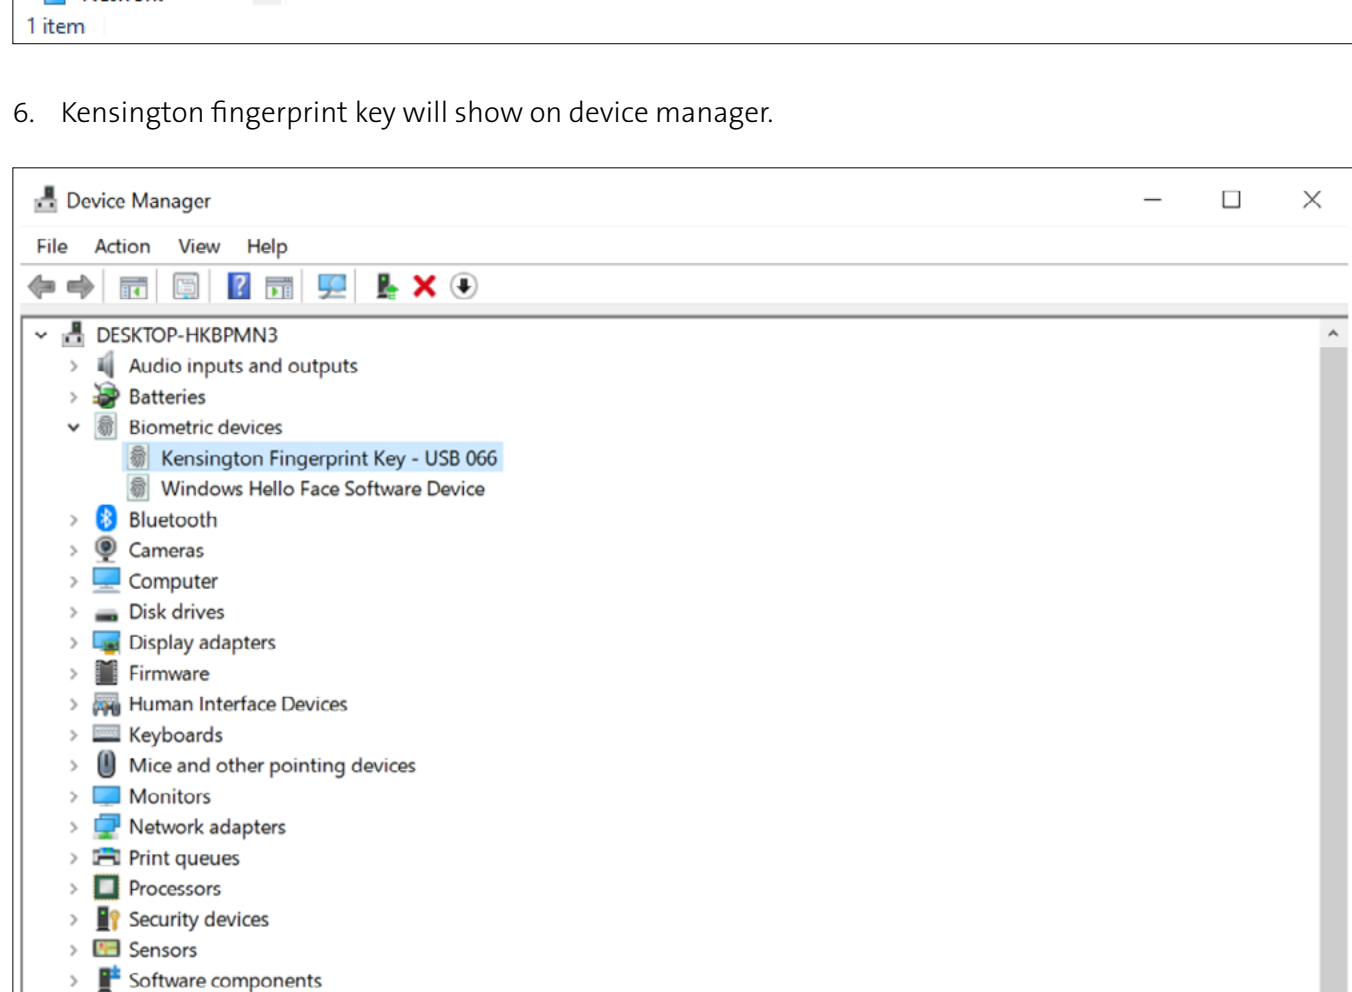 1 item
6. Kensington fingerprint key will show on device manager.
Device Manager
File Action View Help
DESKTOP-HKBPMN3
Audio inputs and outputs
Batteries
Biometric devices
Kensington Fingerprint Key - USB 066
Windows Hello Face Software Device
Bluetooth
Cameras
Computer
Disk drives
Display adapters
Firmware
Human Interface Devices
Keyboards
Mice and other pointing devices
Monitors
Network adapters
Print queues
Processors
Security devices
Sensors
Software components